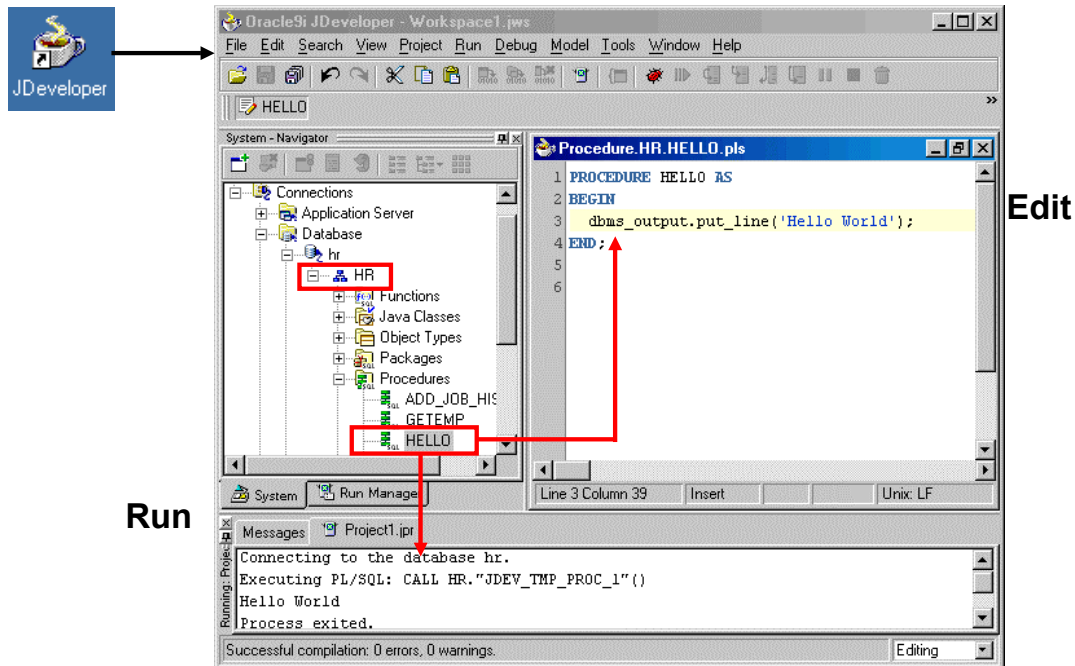 JDeveloper
Oracle9i JDeveloper - Workspace1.jws
File Edit Search View Project Run Debug Model Tools Window Help
HELLO
System - Navigator
Connections
Application Server
Database
hr
HR
Functions
Java Classes
Object Types
Packages
Procedures
ADD_JOB_HIS
GETEMP
HELLO
System
Run Manage
Procedure.HR.HELLO.pls
1 PROCEDURE HELLO AS
2 BEGIN
3 dbms_output.put_line('Hello World');
4 END;
5
6
Line 3 Column 39 Insert Unix: LF
Edit
Run
Messages Project1.jpr
Running: Projec
Connecting to the database hr.
Executing PL/SQL: CALL HR."JDEV_TMP_PROC_1"()
Hello World
Process exited.
Successful compilation: 0 errors, 0 warnings.
Editing